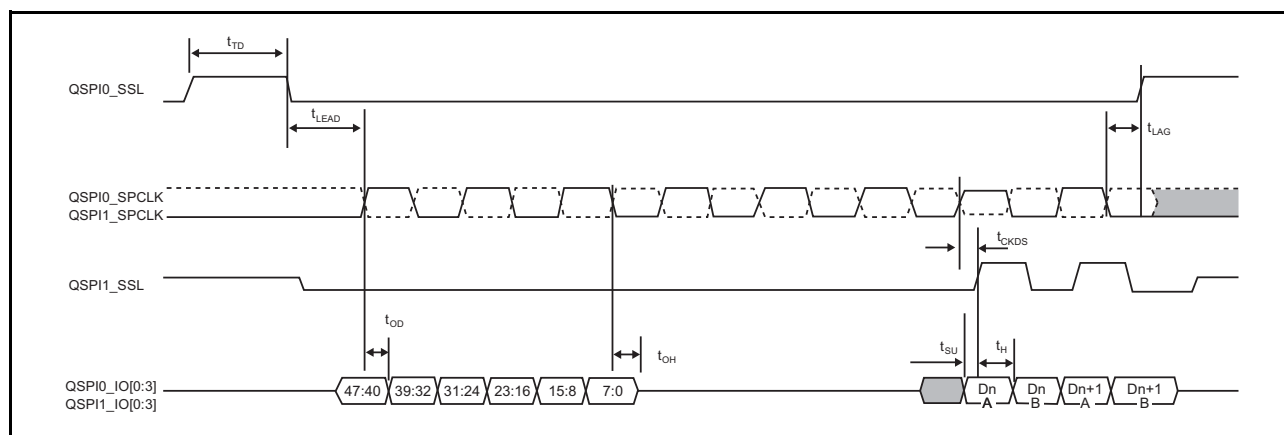 tTD
QSPI0_SSL
tLEAD
tLAG
QSPI0_SPCLK
QSPI1_SPCLK
tCKDS
QSPI1_SSL
tOD
tOH
tSU
tH
QSPI0_IO[0:3]
QSPI1_IO[0:3]
47:40 39:32 31:24 23:16 15:8 7:0
Dn A
Dn B
Dn+1 A
Dn+1 B